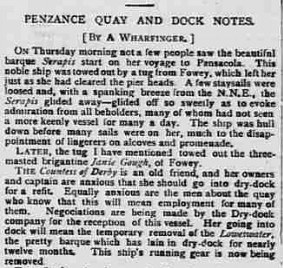 PENZANCE QUAY AND DOCK NOTES.
[BY A WHARFINGER.]
ON Thursday morning not a few people saw the beautiful
barque Serapis start on her voyage to Pensacola. This
noble ship was towed out by a tug from Fowey, which left her
just as she had cleared the pier heads. A few staysails were
loosed and, with a spanking breeze from the N.N.E., the
Serapis glided away—glided off so sweetly as to evoke
admiration from all beholders, many of whom had not seen
a more keenly vessel for many a day. The ship was hull
down before many sails were on her, much to the disap-
pointment of lingerers on alcoves and promenade.
LATER, the tug I have mentioned towed out the three-
masted brigantine Janie Gough, of Fowey.
THE Countess of Derby is an old friend, and her owners
and captain are anxious that she should go into dry-dock
for a refit. Equally anxious are the men about the quay
who know that this will mean employment for many of
them. Negociations are being made by the Dry-dock
company for the reception of this vessel. Her going into
dock will mean the temporary removal of the Loweswater,
the pretty barque which has lain in dry-dock for nearly
twelve months. This ship's running gear is now being
removed.